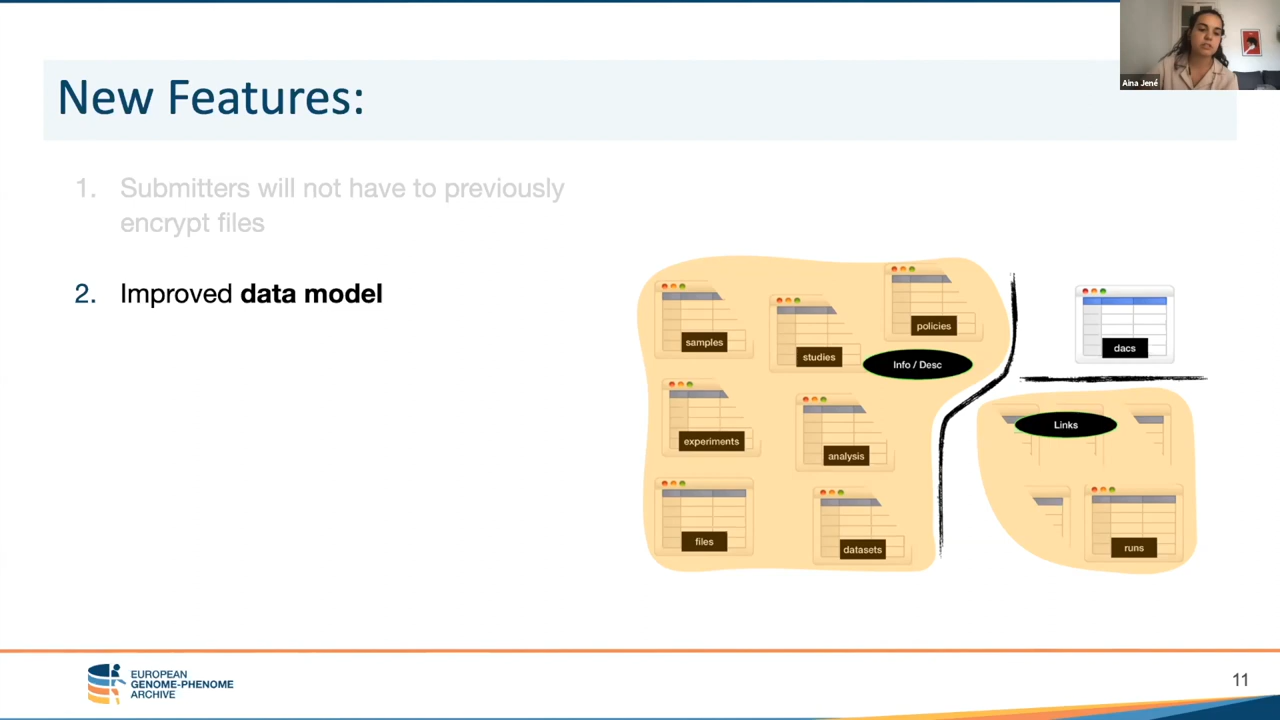 Aina Jené
New Features:
1. Submitters will not have to previously
encrypt files
2. Improved data model
samples
studies
policies
Info / Desc
dacs
experiments
analysis
Links
files
datasets
runs
EUROPEAN
GENOME-PHENOME
ARCHIVE
11